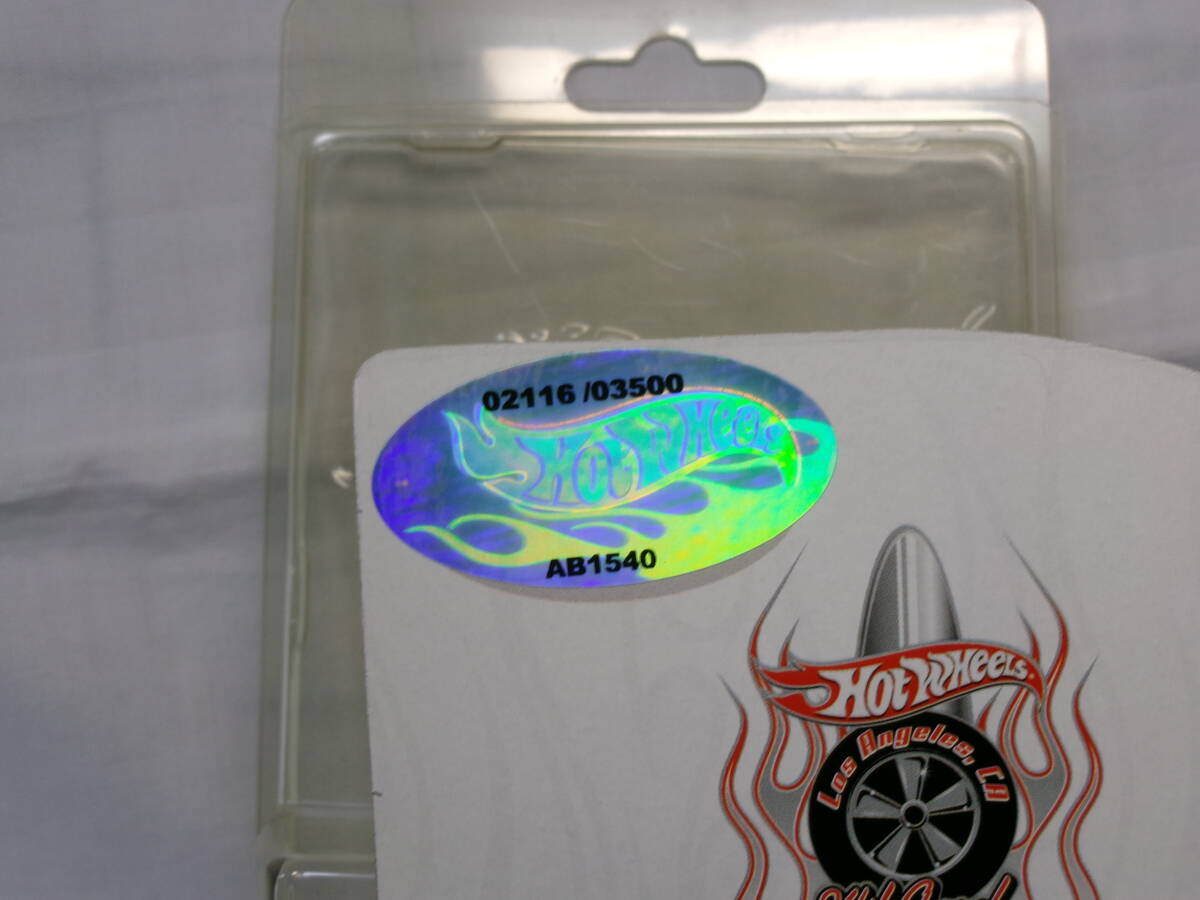 02116 /03500
HOT WHEELS
AB1540
HOT WHEELS
Los Angeles, CA